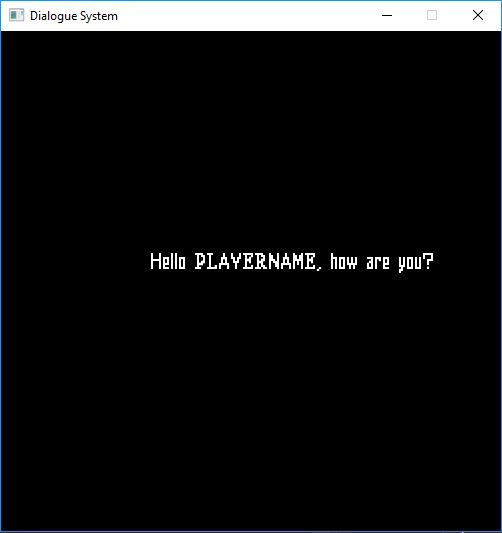 Dialogue System
Hello PLAYERNAME, how are you?